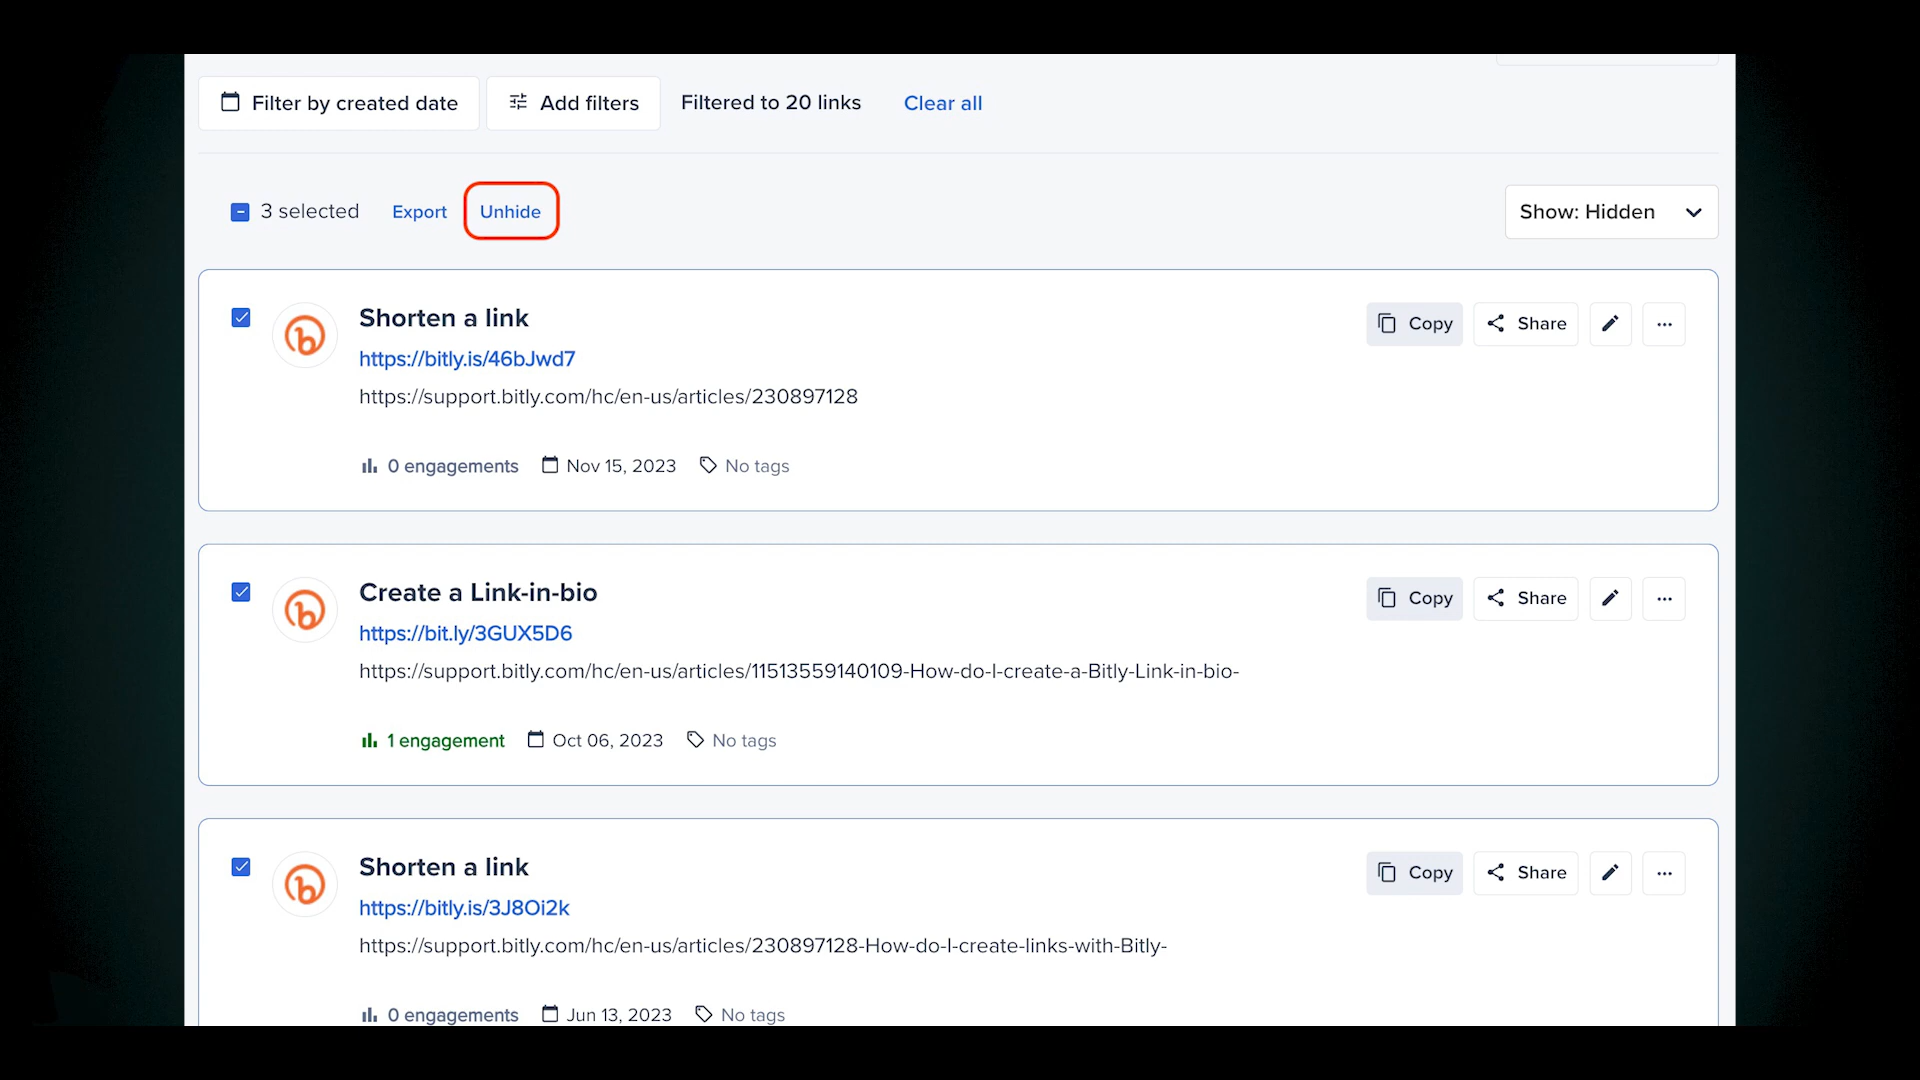 Filter by created date Add filters Filtered to 20 links Clear all
3 selected Export Unhide Show: Hidden
Shorten a link Copy Share
https://bitly.is/46bJwd7
https://support.bitly.com/hc/en-us/articles/230897128
0 engagements Nov 15, 2023 No tags
Create a Link-in-bio Copy Share
https://bit.ly/3GUX5D6
https://support.bitly.com/hc/en-us/articles/11513559140109-How-do-I-create-a-Bitly-Link-in-bio-
1 engagement Oct 06, 2023 No tags
Shorten a link Copy Share
https://bitly.is/3J8Oi2k
https://support.bitly.com/hc/en-us/articles/230897128-How-do-I-create-links-with-Bitly-
0 engagements Jun 13, 2023 No tags